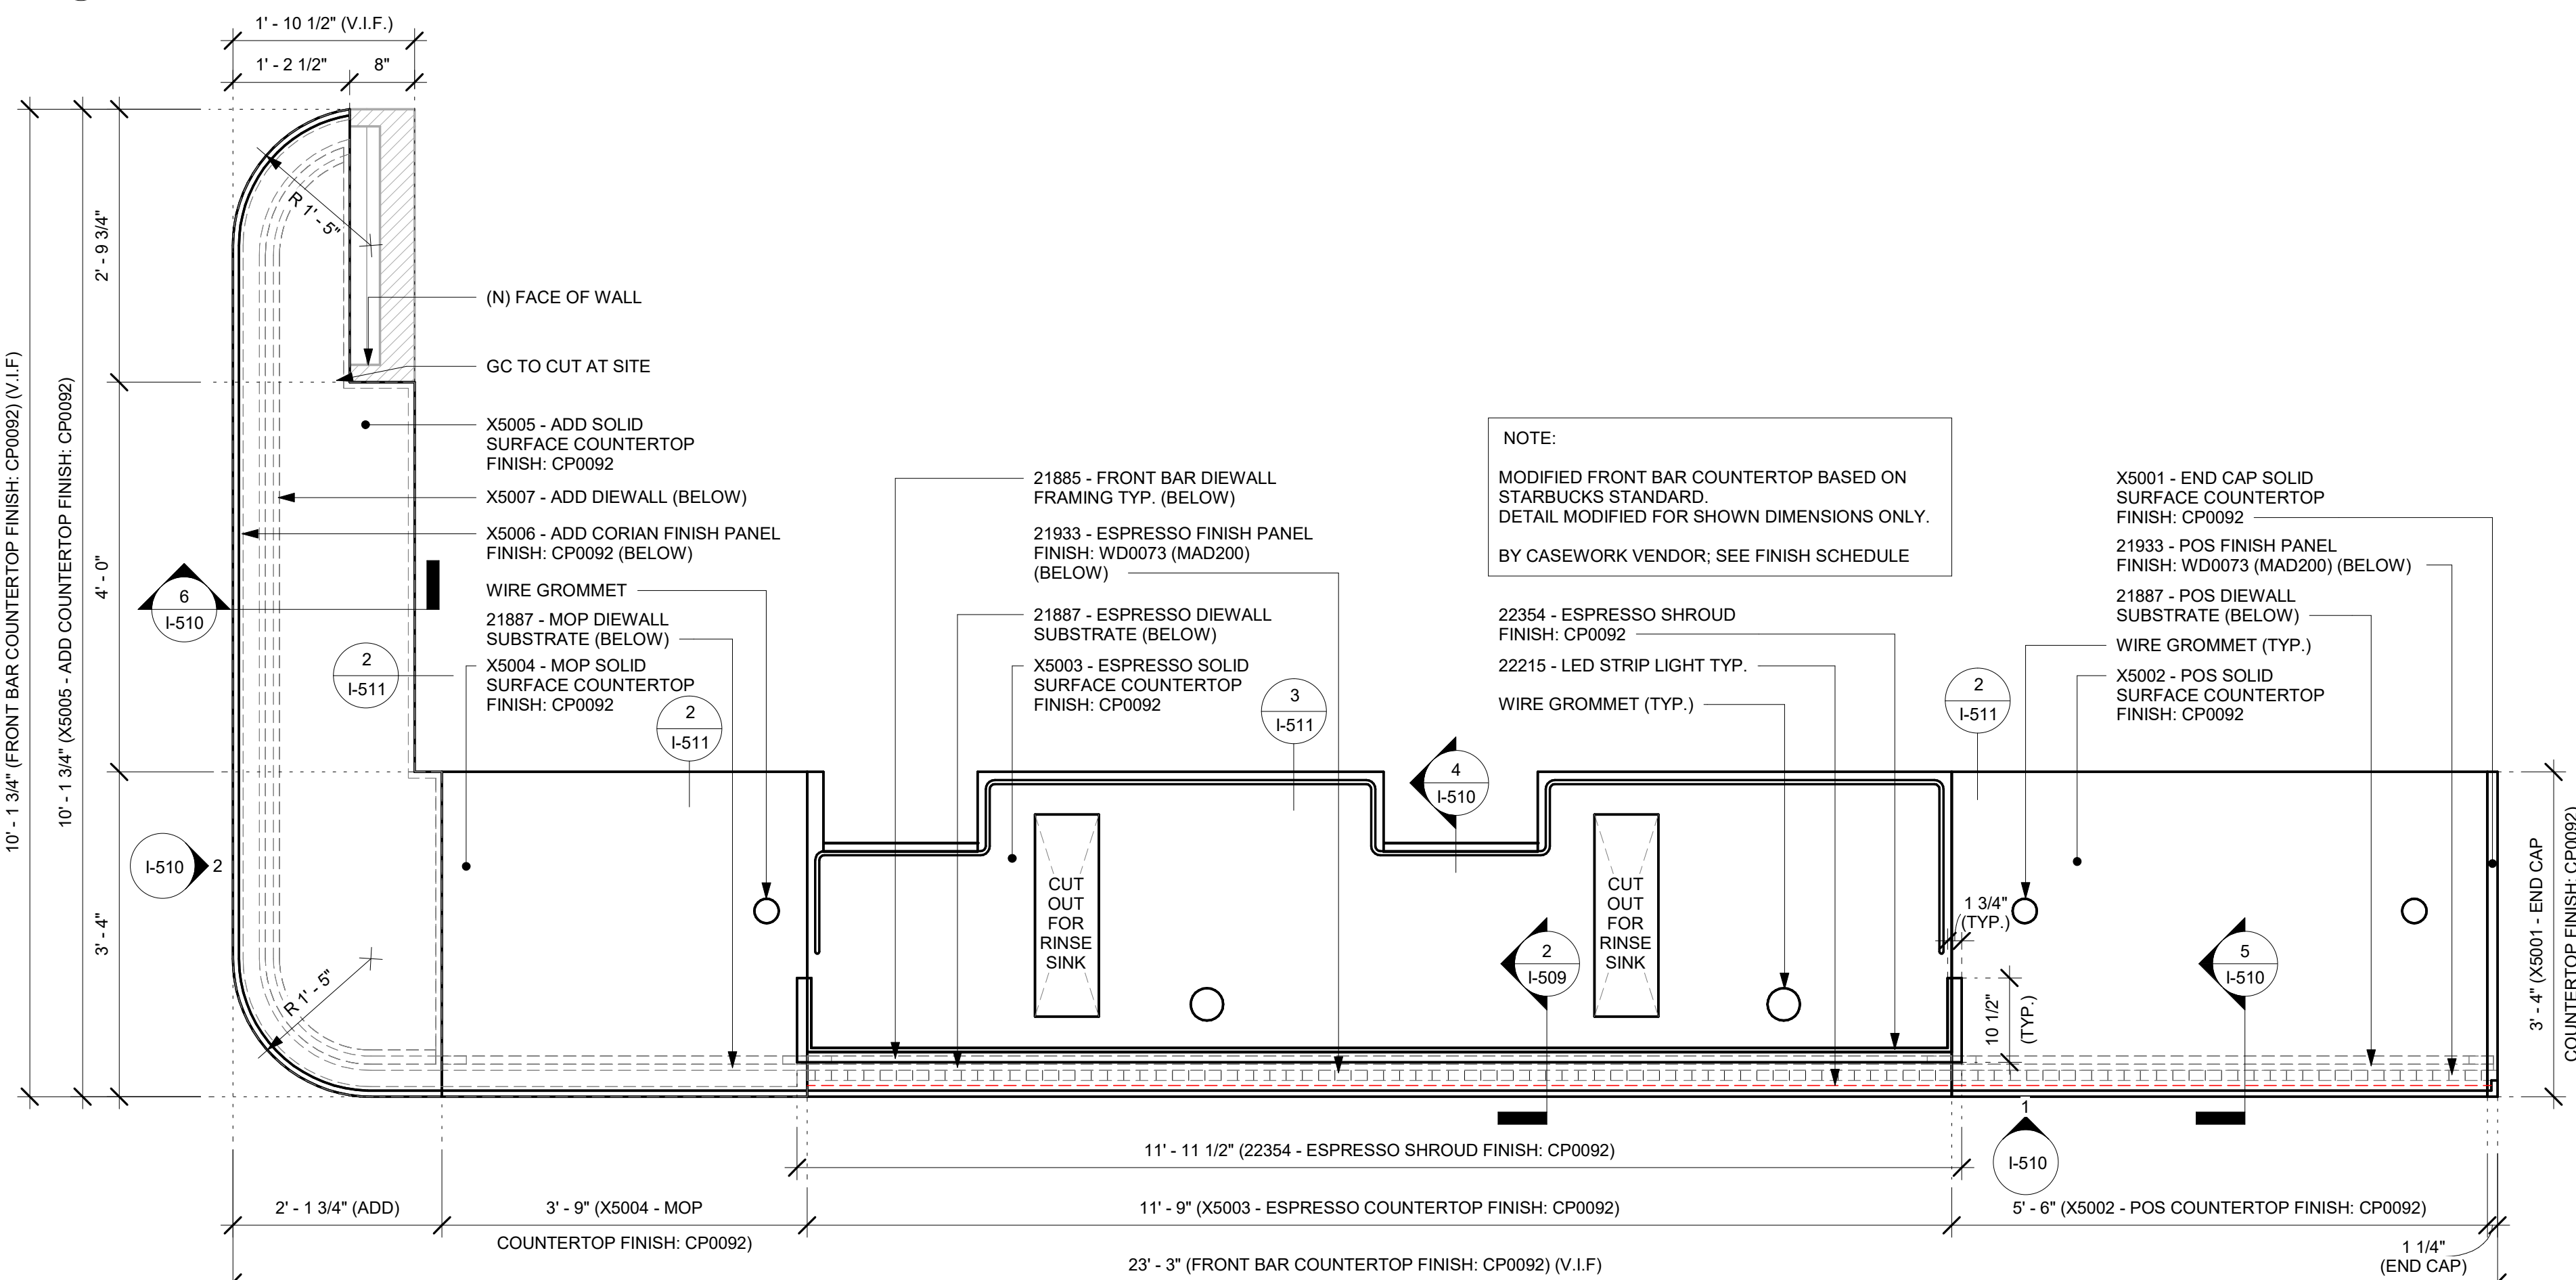 1' - 10 1/2" (V.I.F.)
1' - 2 1/2"
8"
10' - 1 3/4" (FRONT BAR COUNTERTOP FINISH: CP0092) (V.I.F)
10' - 1 3/4" (X5005 - ADD COUNTERTOP FINISH: CP0092)
2' - 9 3/4"
4' - 0"
3' - 4"
R 1' - 5"
R 1' - 5"
(N) FACE OF WALL
GC TO CUT AT SITE
X5005 - ADD SOLID
SURFACE COUNTERTOP
FINISH: CP0092
X5007 - ADD DIEWALL (BELOW)
X5006 - ADD CORIAN FINISH PANEL
FINISH: CP0092 (BELOW)
WIRE GROMMET
21887 - MOP DIEWALL
SUBSTRATE (BELOW)
X5004 - MOP SOLID
SURFACE COUNTERTOP
FINISH: CP0092
6
I-510
2
I-511
2
I-511
I-510
2
21885 - FRONT BAR DIEWALL
FRAMING TYP. (BELOW)
21933 - ESPRESSO FINISH PANEL
FINISH: WD0073 (MAD200)
(BELOW)
21887 - ESPRESSO DIEWALL
SUBSTRATE (BELOW)
X5003 - ESPRESSO SOLID
SURFACE COUNTERTOP
FINISH: CP0092
3
I-511
4
I-510
NOTE:
MODIFIED FRONT BAR COUNTERTOP BASED ON
STARBUCKS STANDARD.
DETAIL MODIFIED FOR SHOWN DIMENSIONS ONLY.
BY CASEWORK VENDOR; SEE FINISH SCHEDULE
22354 - ESPRESSO SHROUD
FINISH: CP0092
22215 - LED STRIP LIGHT TYP.
WIRE GROMMET (TYP.)
2
I-511
X5001 - END CAP SOLID
SURFACE COUNTERTOP
FINISH: CP0092
21933 - POS FINISH PANEL
FINISH: WD0073 (MAD200) (BELOW)
21887 - POS DIEWALL
SUBSTRATE (BELOW)
WIRE GROMMET (TYP.)
X5002 - POS SOLID
SURFACE COUNTERTOP
FINISH: CP0092
CUT
OUT
FOR
RINSE
SINK
CUT
OUT
FOR
RINSE
SINK
2
I-509
1 3/4"
(TYP.)
10 1/2"
(TYP.)
5
I-510
3' - 4" (X5001 - END CAP
COUNTERTOP FINISH: CP0092)
1
I-510
11' - 11 1/2" (22354 - ESPRESSO SHROUD FINISH: CP0092)
2' - 1 3/4" (ADD)
3' - 9" (X5004 - MOP
COUNTERTOP FINISH: CP0092)
11' - 9" (X5003 - ESPRESSO COUNTERTOP FINISH: CP0092)
5' - 6" (X5002 - POS COUNTERTOP FINISH: CP0092)
1 1/4"
(END CAP)
23' - 3" (FRONT BAR COUNTERTOP FINISH: CP0092) (V.I.F)